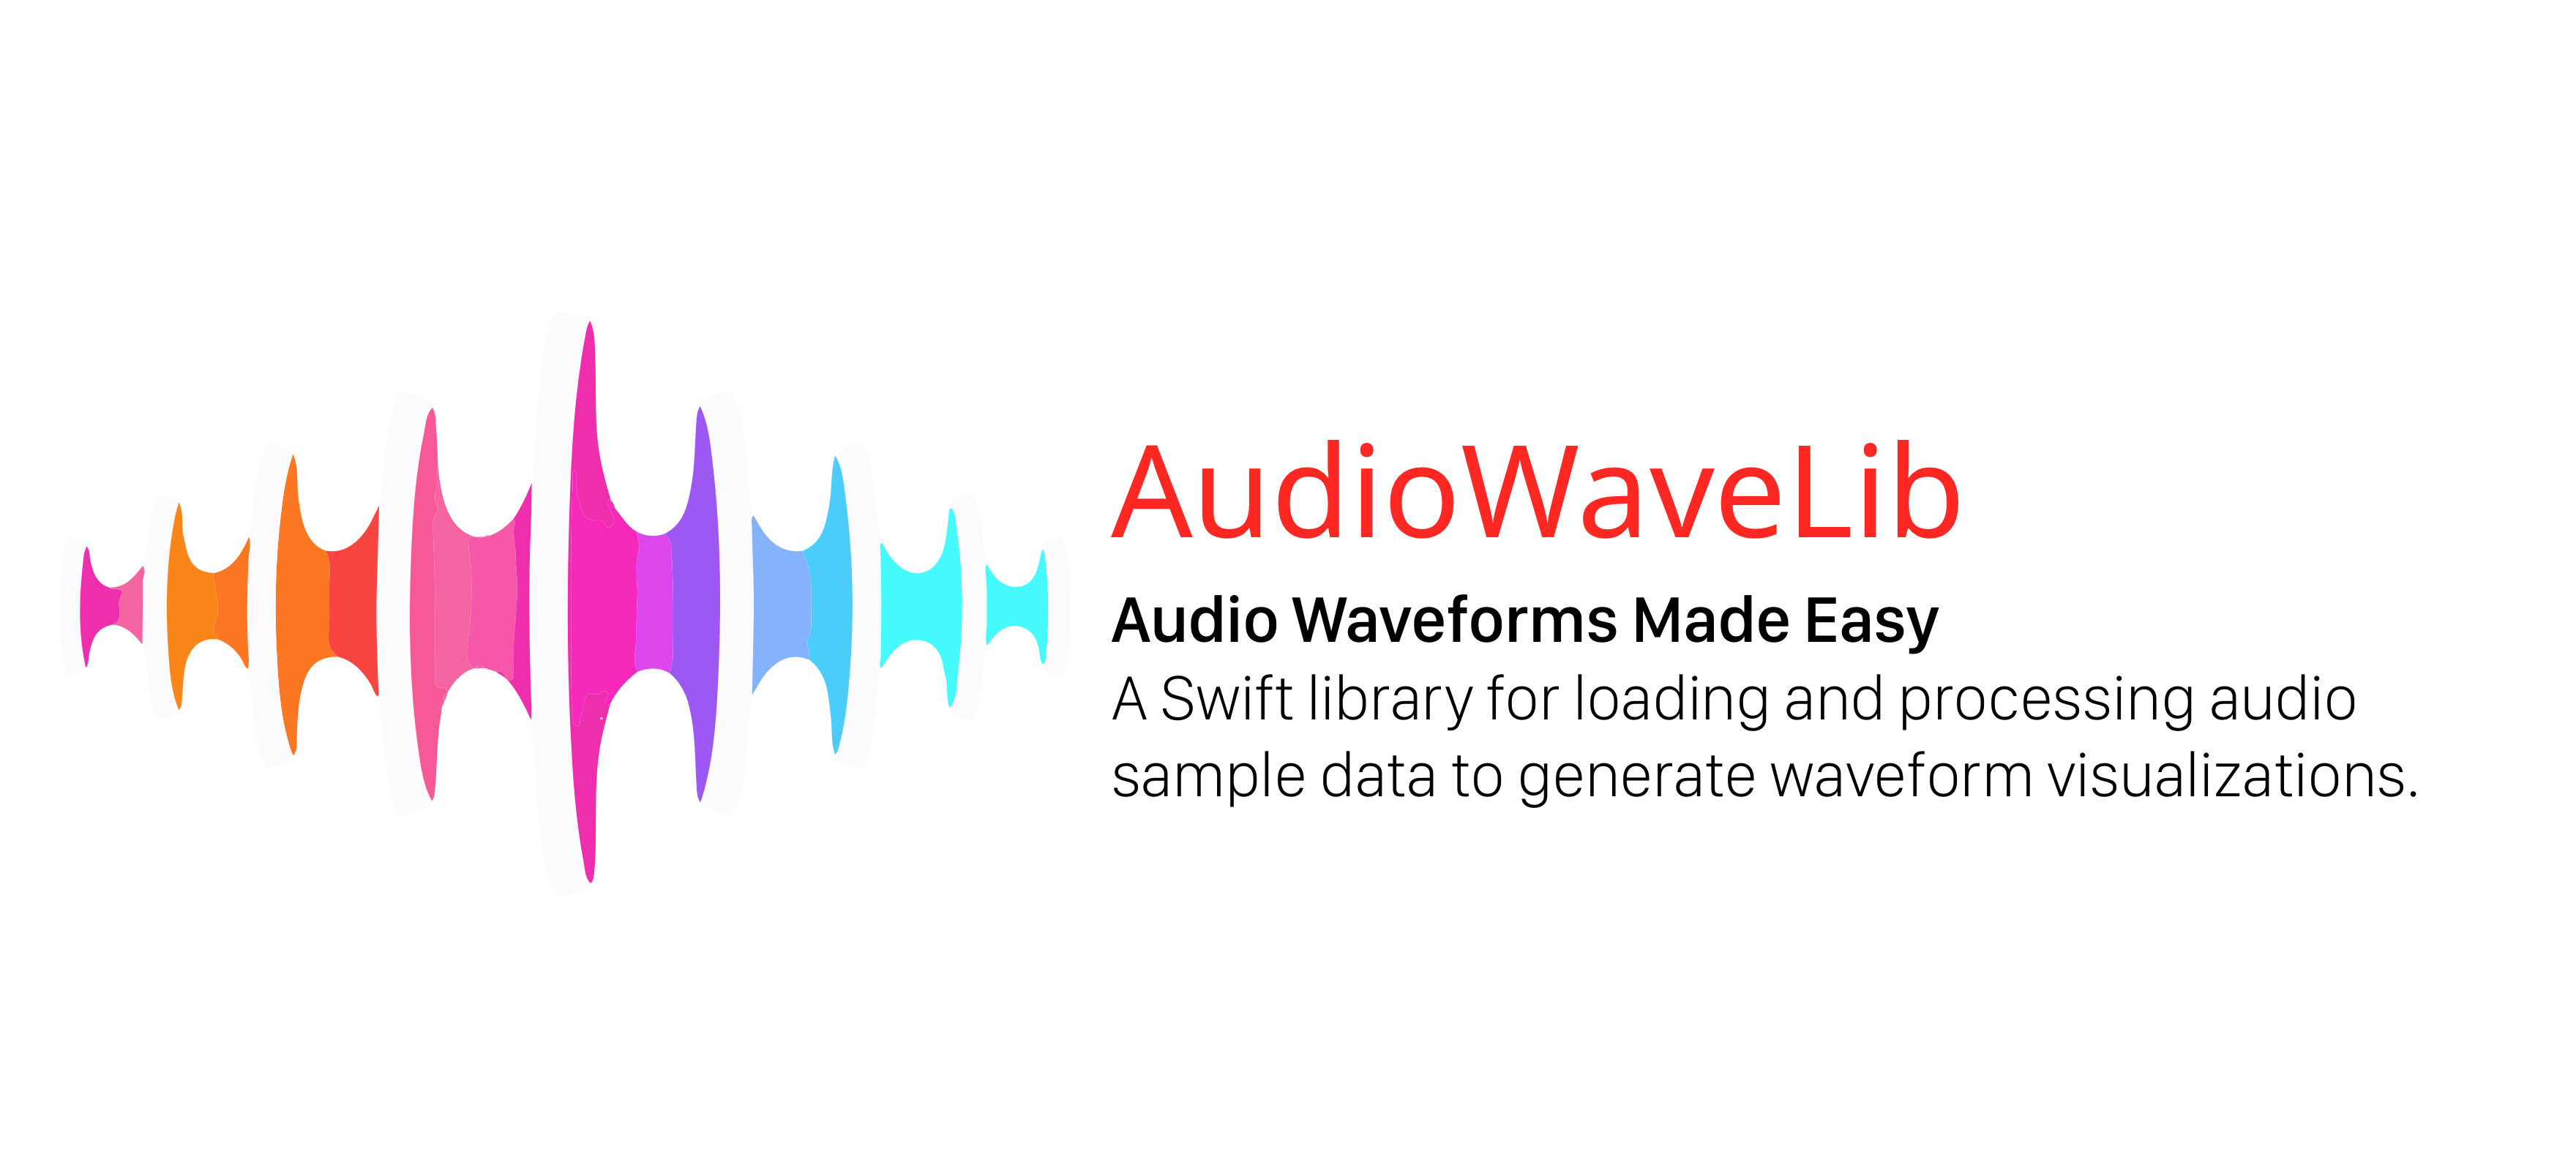 AudioWaveLib
Audio Waveforms Made Easy
A Swift library for loading and processing audio
sample data to generate waveform visualizations.